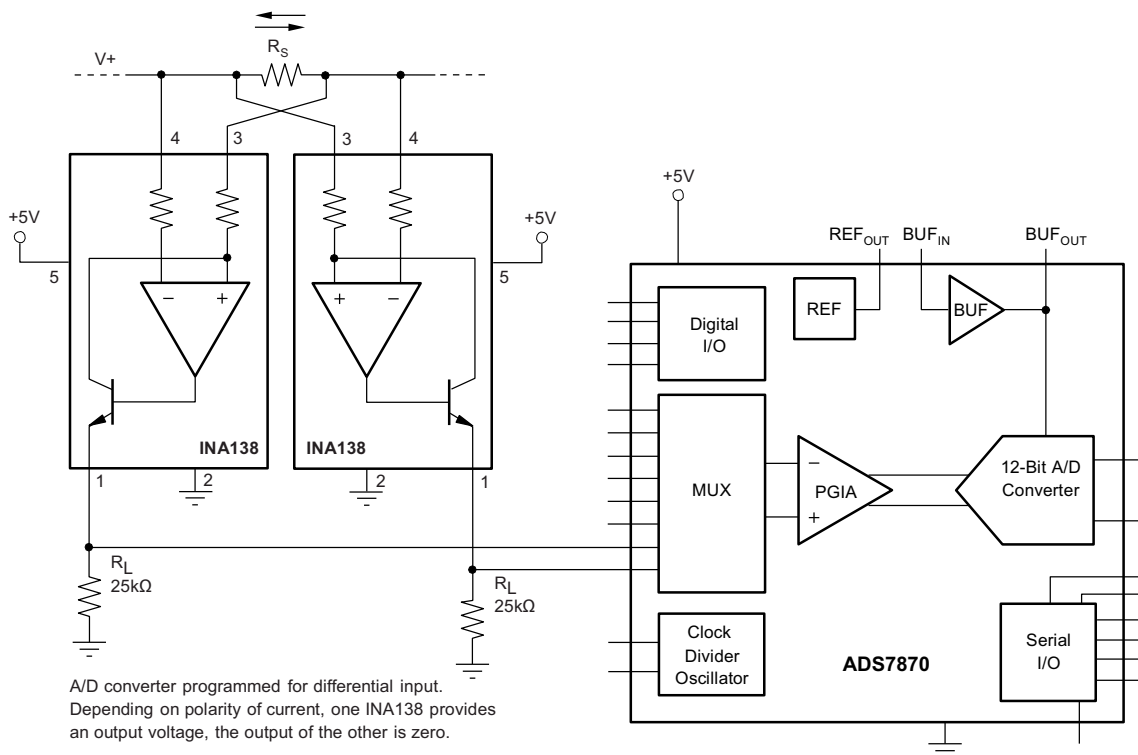 R_S
V+
4 3 3 4
+5V +5V +5V
5 5
REF_OUT BUF_IN BUF_OUT
− + + −
REF BUF
Digital
I/O
INA138 INA138
1 2 2 1
MUX
− PGIA +
12-Bit A/D
Converter
R_L
25kΩ
R_L
25kΩ
Clock
Divider
Oscillator
ADS7870
Serial
I/O
A/D converter programmed for differential input.
Depending on polarity of current, one INA138 provides
an output voltage, the output of the other is zero.